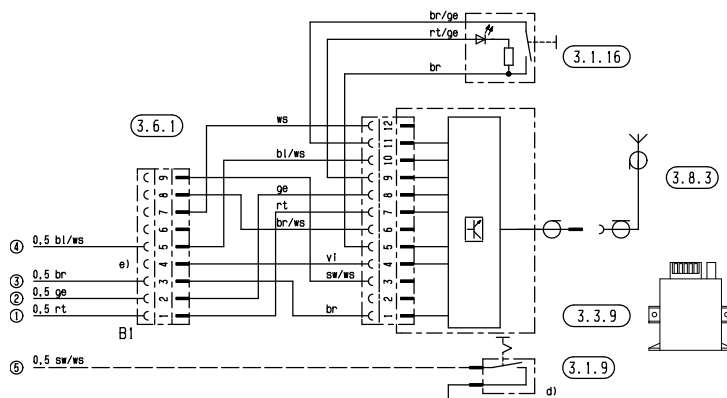 br/ge
rt/ge
br
3.1.16
3.6.1
ws
bl/ws
ge
rt
br/ws
vi
sw/ws
br
12
11
10
9
8
7
6
5
4
3
2
1
9
8
7
6
5
4
3
2
1
3.8.3
④ 0,5 bl/ws
e)
③ 0,5 br
② 0,5 ge
① 0,5 rt
B1
3.3.9
⑤ 0,5 sw/ws
3.1.9
d)